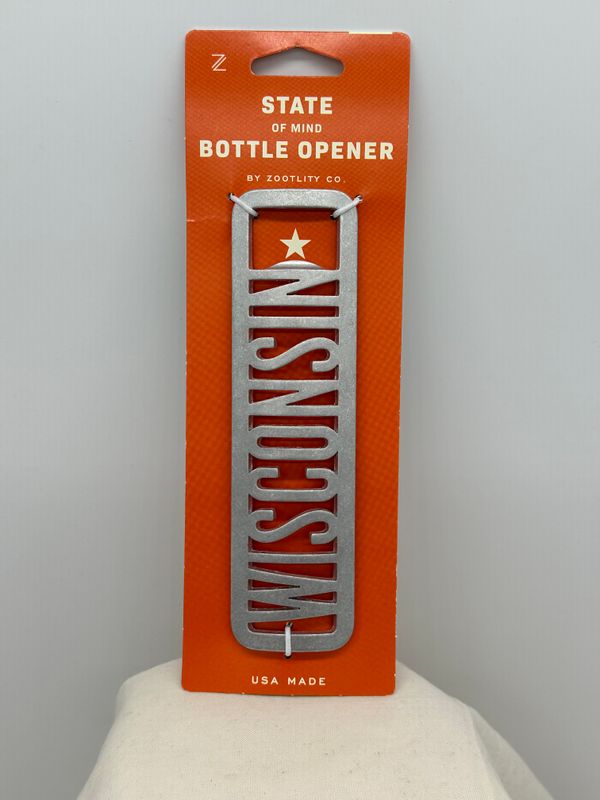 Z
STATE
OF MIND
BOTTLE OPENER
BY ZOOTLITY CO.
WISCONSIN
USA MADE